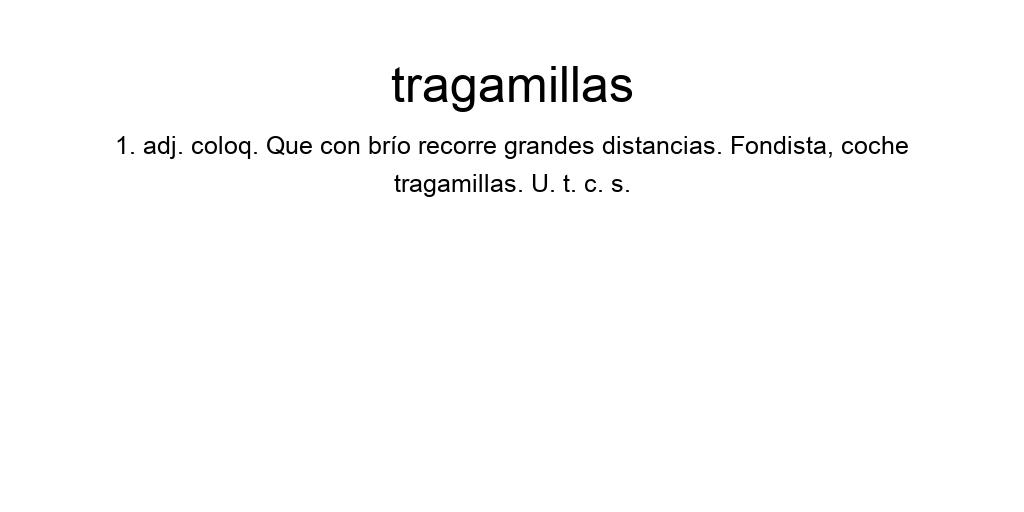 tragamillas
1. adj. coloq. Que con brío recorre grandes distancias. Fondista, coche
tragamillas. U. t. c. s.